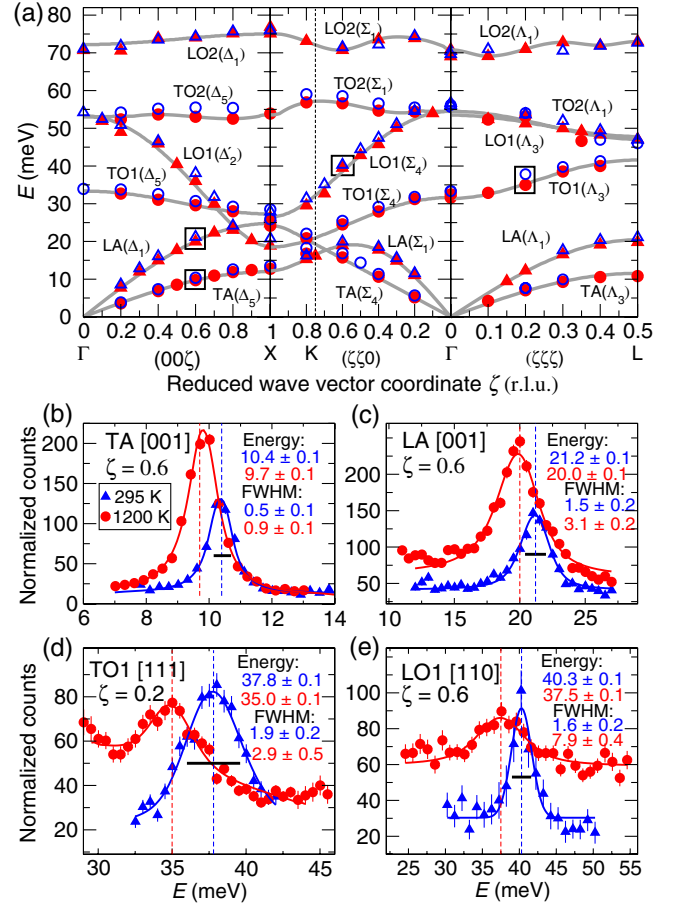 (a)
80
70
60
50
40
30
20
10
0
E (meV)
LO2(Δ1)
LO2(Σ1)
LO2(Λ1)
TO2(Δ5)
TO2(Σ1)
TO2(Λ1)
LO1(Δ′2)
LO1(Σ4)
LO1(Λ3)
TO1(Δ5)
TO1(Σ4)
TO1(Λ3)
LA(Δ1)
LA(Σ1)
LA(Λ1)
TA(Δ5)
TA(Σ4)
TA(Λ3)
0 0.2 0.4 0.6 0.8 1 0.8 0.6 0.4 0.2 0 0.1 0.2 0.3 0.4 0.5
Γ (00ζ) X K (ζζ0) Γ (ζζζ) L
Reduced wave vector coordinate ζ (r.l.u.)
(b) TA [001]
ζ = 0.6
295 K
1200 K
Energy:
10.4 ± 0.1
9.7 ± 0.1
FWHM:
0.5 ± 0.1
0.9 ± 0.1
Normalized counts
200
150
100
50
0
6 8 10 12 14
(c) LA [001]
ζ = 0.6
Energy:
21.2 ± 0.1
20.0 ± 0.1
FWHM:
1.5 ± 0.2
3.1 ± 0.2
250
200
150
100
50
10 15 20 25
(d) TO1 [111]
ζ = 0.2
Energy:
37.8 ± 0.1
35.0 ± 0.1
FWHM:
1.9 ± 0.2
2.9 ± 0.5
Normalized counts
80
60
40
20
30 35 40 45
E (meV)
(e) LO1 [110]
ζ = 0.6
Energy:
40.3 ± 0.1
37.5 ± 0.1
FWHM:
1.6 ± 0.2
7.9 ± 0.4
120
90
60
30
25 30 35 40 45 50 55
E (meV)